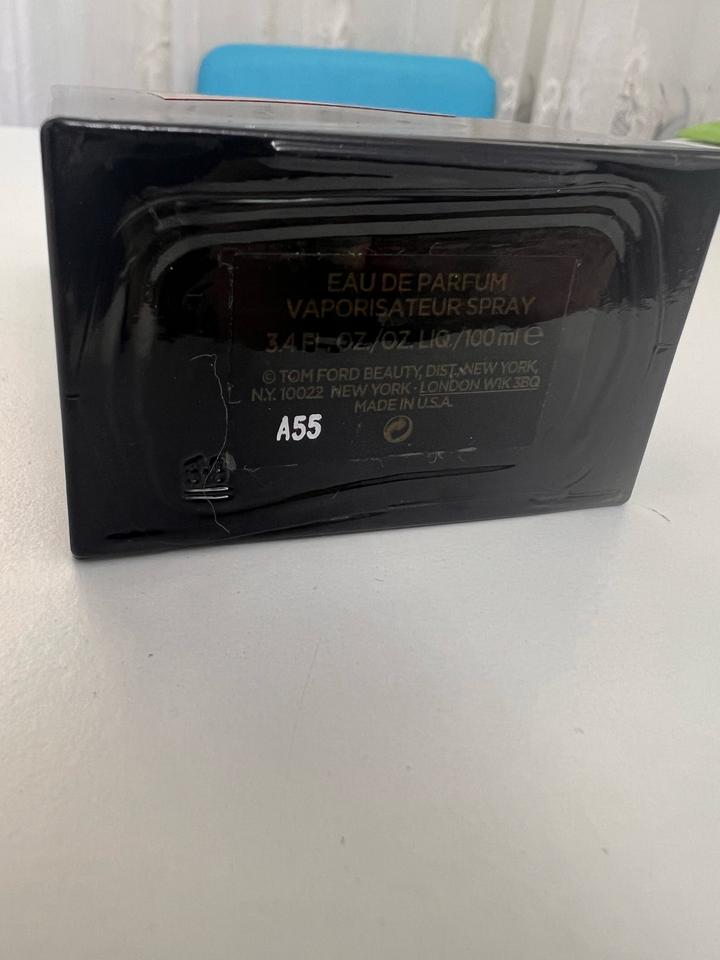 EAU DE PARFUM
VAPORISATEUR SPRAY
3.4 FL. OZ./OZ. LIQ./100 ml ℮
© TOM FORD BEAUTY, DIST. NEW YORK,
N.Y. 10022 NEW YORK · LONDON W1K 3BQ
MADE IN U.S.A.
A55